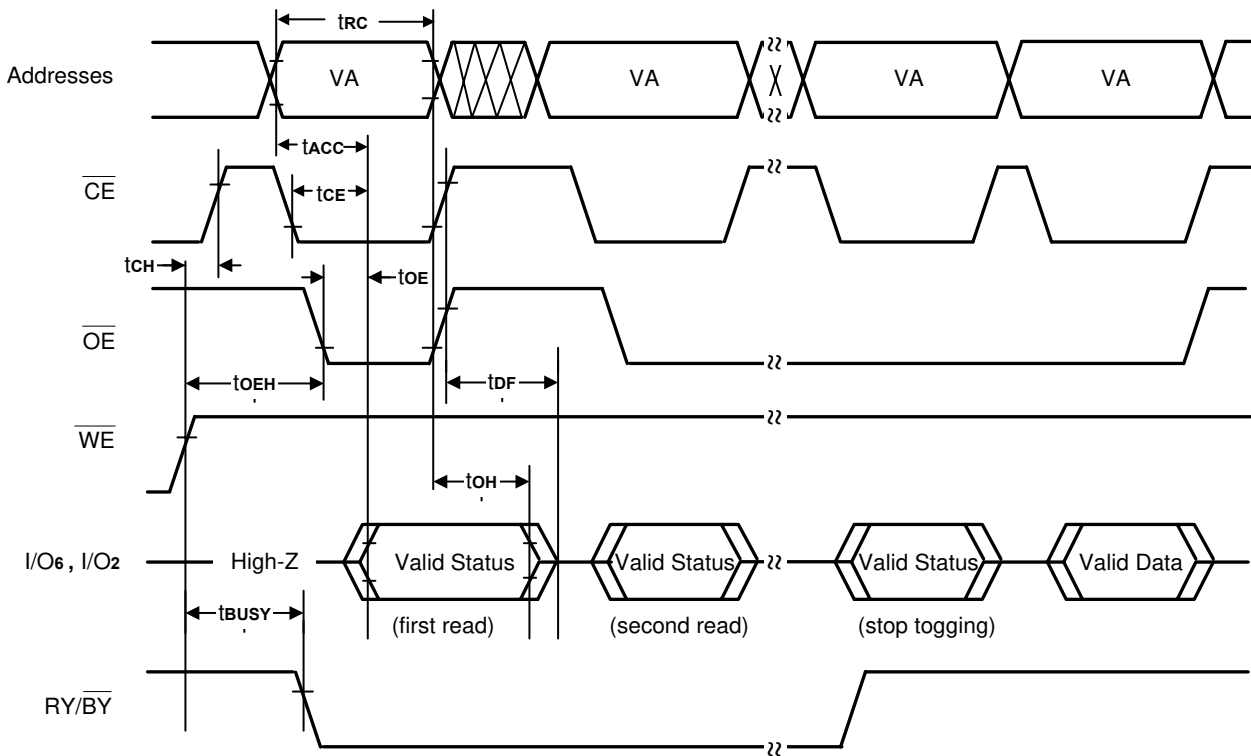 tRC
Addresses VA VA VA VA
tACC
CE tCE
tCH tOE
OE
tOEH tDF
WE
tOH
I/O6 , I/O2 High-Z Valid Status Valid Status Valid Status Valid Data
tBUSY (first read) (second read) (stop togging)
RY/BY